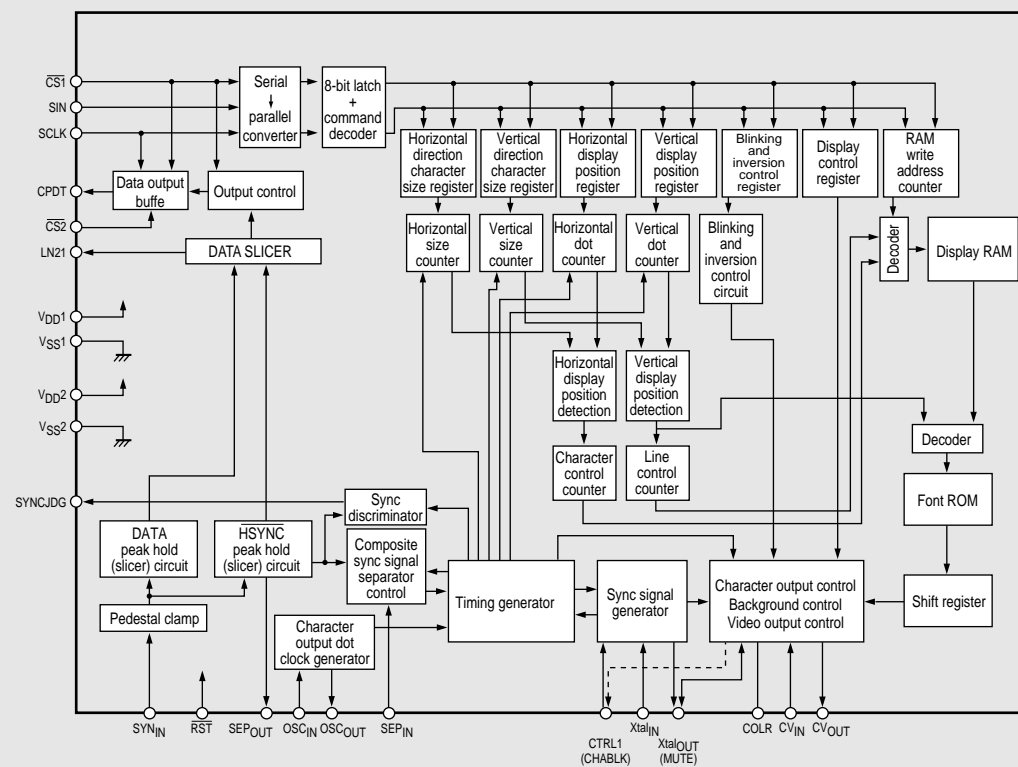 CS1
SIN
SCLK
CPDT
CS2
LN21
VDD1
VSS1
VDD2
VSS2
SYNCJDG
Serial
parallel
converter
8-bit latch
+
command
decoder
Data output
buffe
Output control
DATA SLICER
Horizontal
direction
character
size register
Vertical
direction
character
size register
Horizontal
display
position
register
Vertical
display
position
register
Blinking
and
inversion
control
register
Display
control
register
RAM
write
address
counter
Horizontal
size
counter
Vertical
size
counter
Horizontal
dot
counter
Vertical
dot
counter
Blinking
and
inversion
control
circuit
Decoder
Display RAM
Horizontal
display
position
detection
Vertical
display
position
detection
Character
control
counter
Line
control
counter
Decoder
Font ROM
Shift register
Sync
discriminator
DATA
peak hold
(slicer) circuit
HSYNC
peak hold
(slicer) circuit
Composite
sync signal
separator
control
Pedestal clamp
Character
output dot
clock generator
Timing generator
Sync signal
generator
Character output control
Background control
Video output control
SYNIN
RST
SEPOUT
OSCIN
OSCOUT
SEPIN
CTRL1
(CHABLK)
XtalIN
XtalOUT
(MUTE)
COLR
CVIN
CVOUT